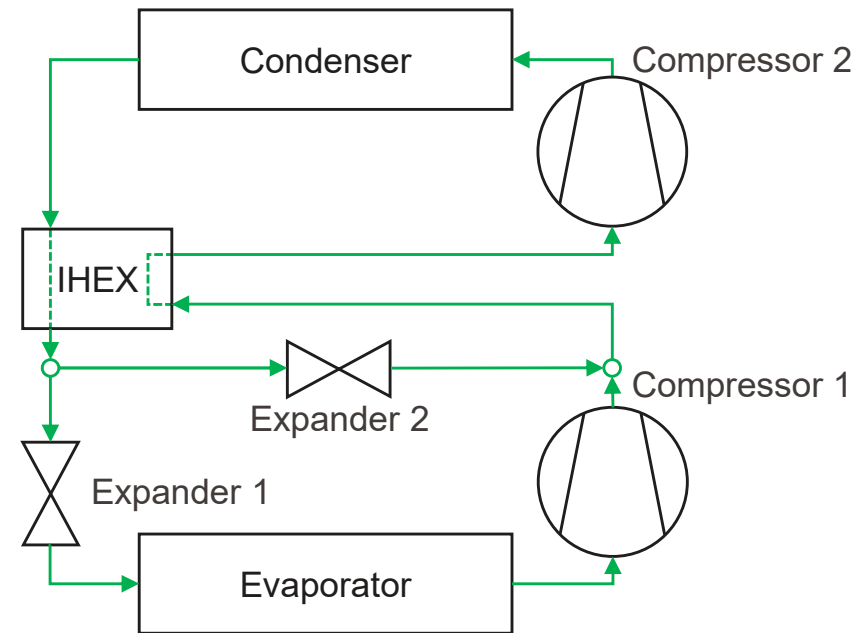 Condenser
Compressor 2
IHEX
Compressor 1
Expander 2
Expander 1
Evaporator